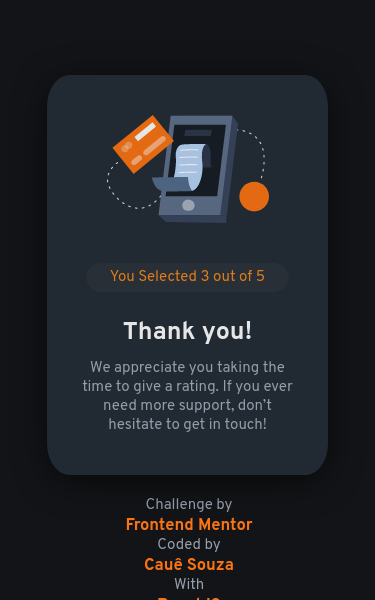 You Selected 3 out of 5
Thank you!
We appreciate you taking the
time to give a rating. If you ever
need more support, don't
hesitate to get in touch!
Challenge by
Frontend Mentor
Coded by
Cauê Souza
With